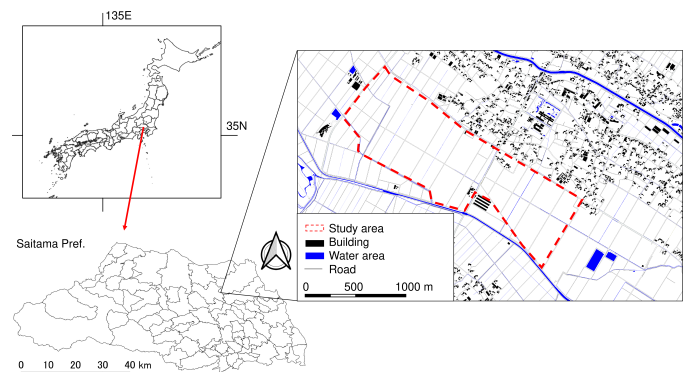 135E
35N
Saitama Pref.
Study area
Building
Water area
Road
0 500 1000 m
0 10 20 30 40 km